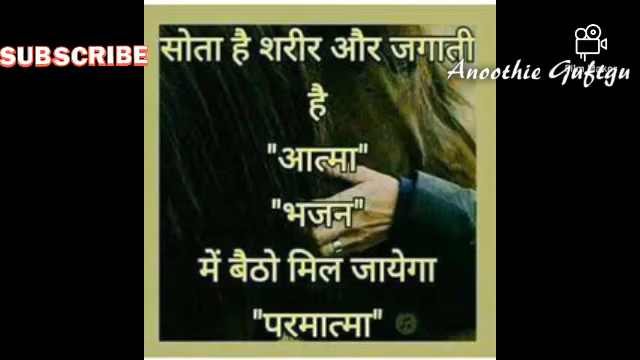 SUBSCRIBE
सोता है शरीर और जगाती
है
"आत्मा"
"भजन"
में बैठो मिल जायेगा
"परमात्मा"
Anoothie Guftgu